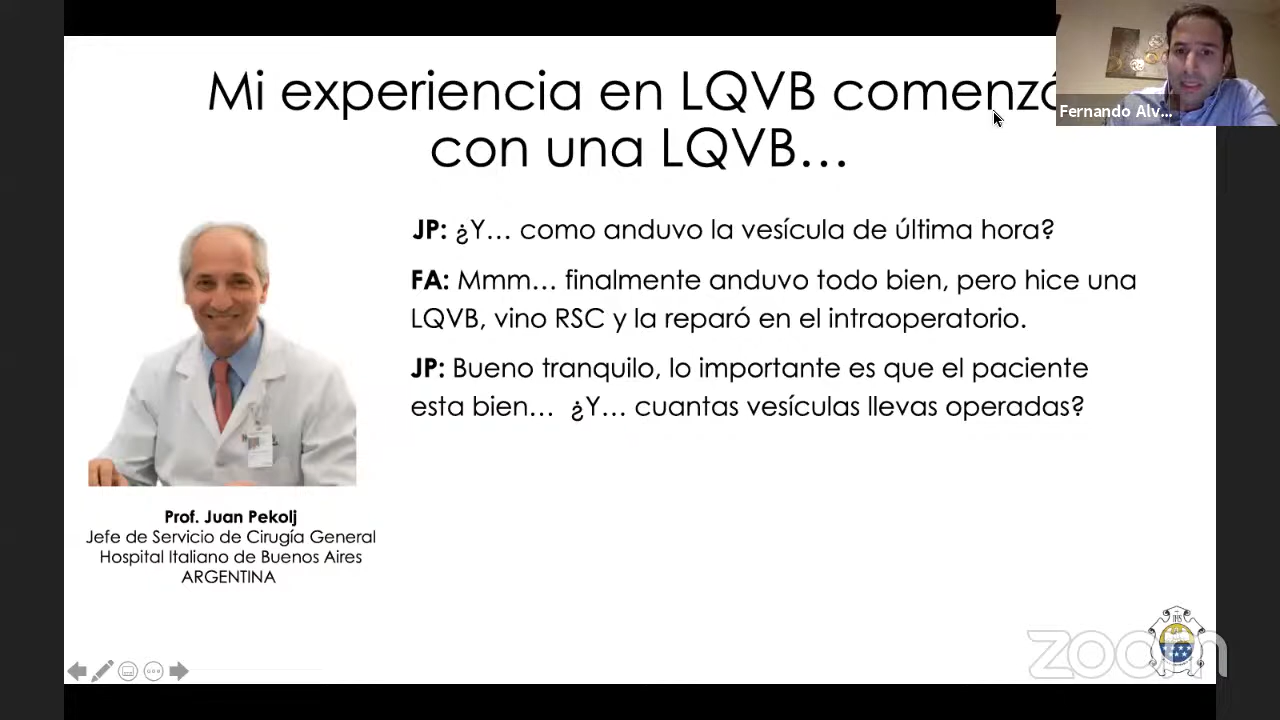 Mi experiencia en LQVB comenzó
con una LQVB...
Fernando Alv...
JP: ¿Y... como anduvo la vesícula de última hora?
FA: Mmm... finalmente anduvo todo bien, pero hice una
LQVB, vino RSC y la reparó en el intraoperatorio.
JP: Bueno tranquilo, lo importante es que el paciente
esta bien... ¿Y... cuantas vesículas llevas operadas?
Prof. Juan Pekolj
Jefe de Servicio de Cirugía General
Hospital Italiano de Buenos Aires
ARGENTINA
zoom